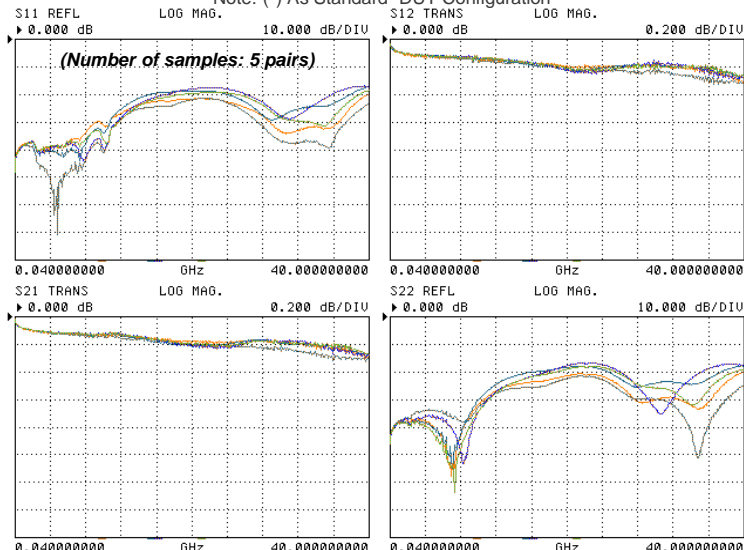 Note: (*) As Standard DUT Configuration
S11 REFL LOG MAG.
0.000 dB 10.000 dB/DIV
(Number of samples: 5 pairs)
0.040000000 GHz 40.000000000
S12 TRANS LOG MAG.
0.000 dB 0.200 dB/DIV
0.040000000 GHz 40.000000000
S21 TRANS LOG MAG.
0.000 dB 0.200 dB/DIV
0.040000000 GHz 40.000000000
S22 REFL LOG MAG.
0.000 dB 10.000 dB/DIV
0.040000000 GHz 40.000000000